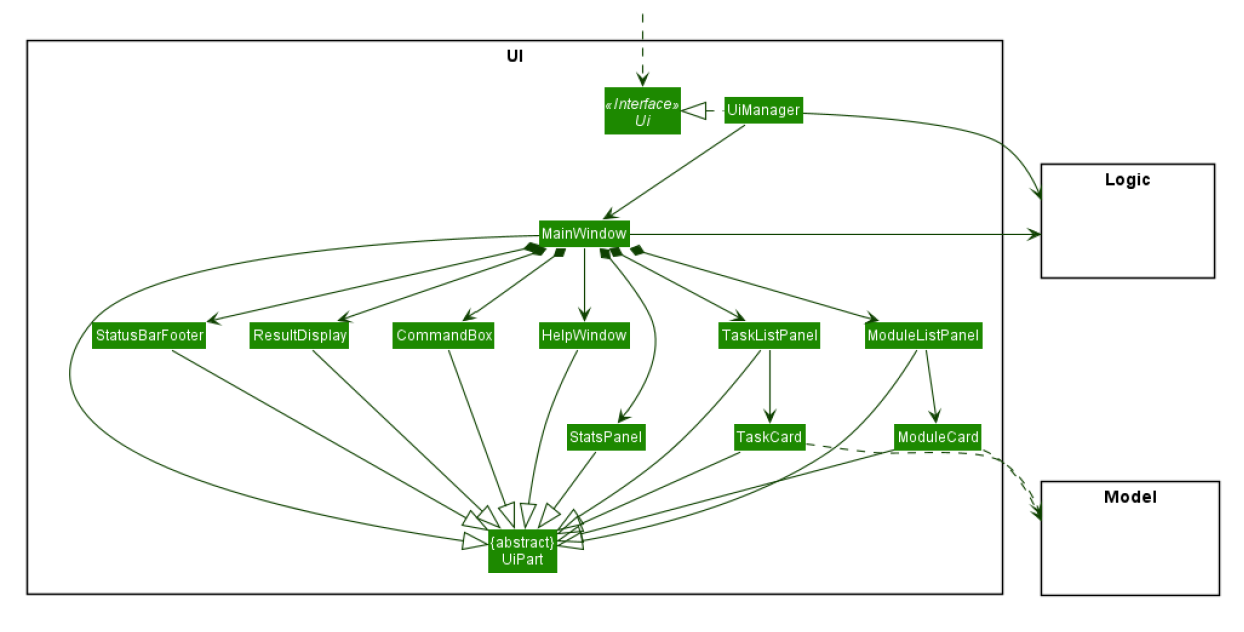 UI
«Interface»
Ui
UiManager
Logic
MainWindow
StatusBarFooter
ResultDisplay
CommandBox
HelpWindow
TaskListPanel
ModuleListPanel
StatsPanel
TaskCard
ModuleCard
Model
{abstract}
UiPart